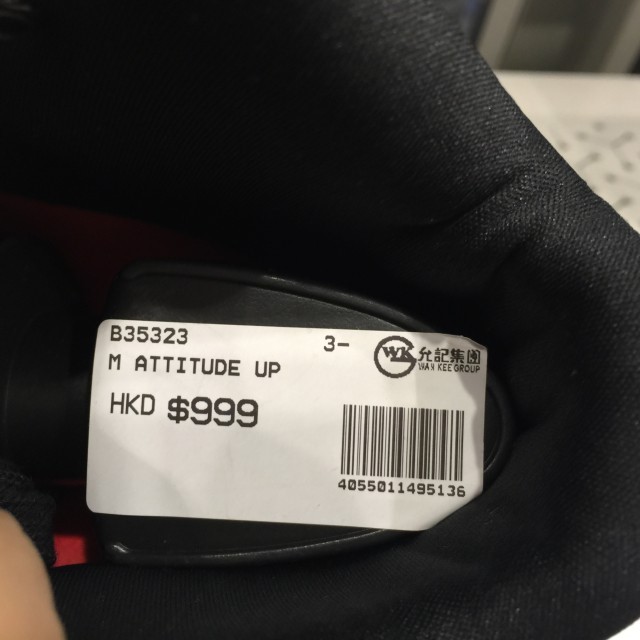 B35323 3- WK 允記集團
WAN KEE GROUP
M ATTITUDE UP
HKD $999
4055011495136